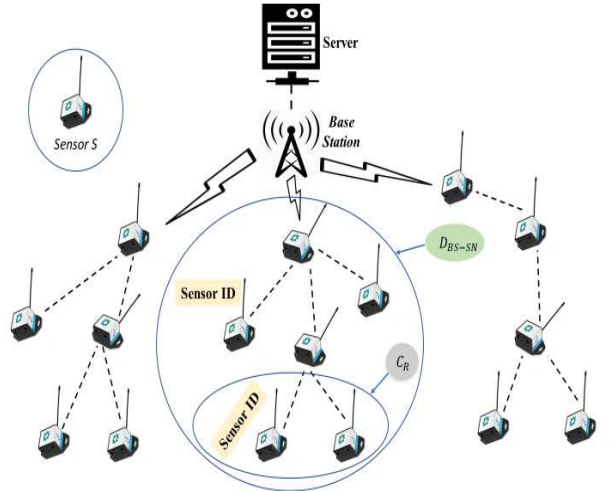 Server
Base
Station
Sensor S
D_{BS-SN}
Sensor ID
C_R
Sensor ID